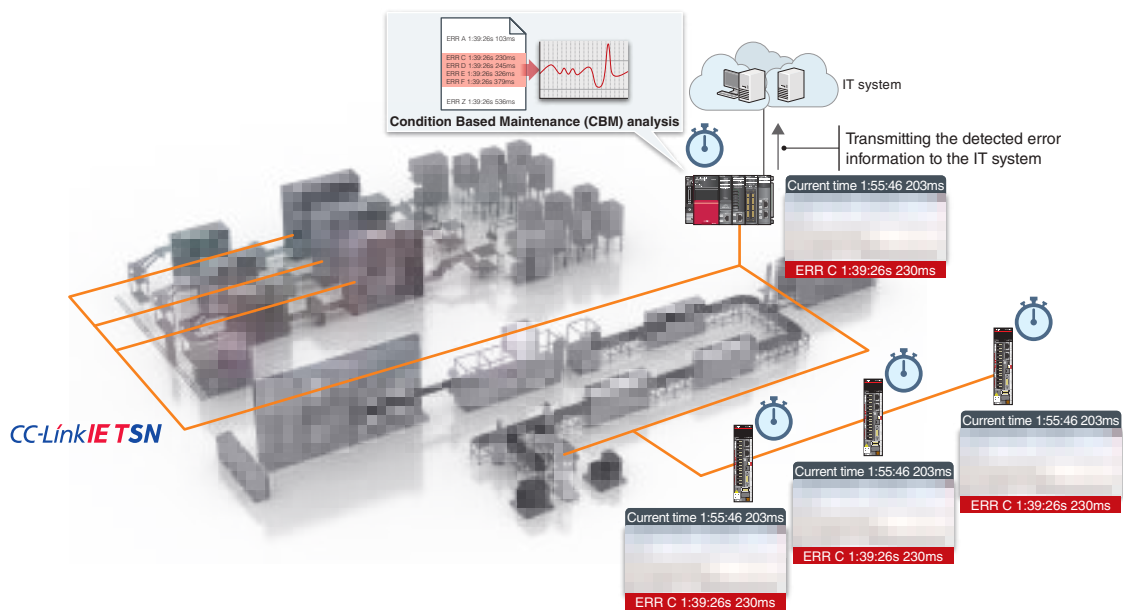 ERR A 1:39:26s 103ms
ERR C 1:39:26s 230ms
ERR D 1:39:26s 245ms
ERR E 1:39:26s 326ms
ERR F 1:39:26s 379ms
ERR Z 1:39:26s 536ms
Condition Based Maintenance (CBM) analysis
IT system
Transmitting the detected error
information to the IT system
Current time 1:55:46 203ms
ERR C 1:39:26s 230ms
CC-Link IE TSN
Current time 1:55:46 203ms
ERR C 1:39:26s 230ms
Current time 1:55:46 203ms
ERR C 1:39:26s 230ms
Current time 1:55:46 203ms
ERR C 1:39:26s 230ms